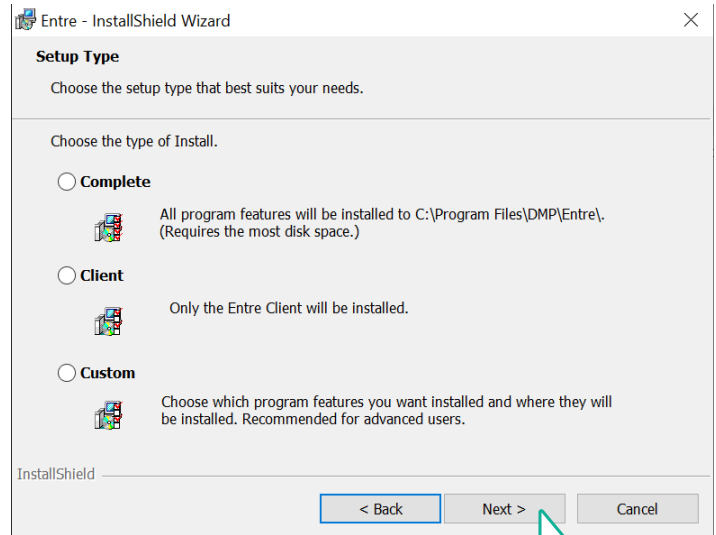 Entre - InstallShield Wizard
Setup Type
Choose the setup type that best suits your needs.
Choose the type of Install.
Complete
All program features will be installed to C:\Program Files\DMP\Entre\.
(Requires the most disk space.)
Client
Only the Entre Client will be installed.
Custom
Choose which program features you want installed and where they will
be installed. Recommended for advanced users.
InstallShield
< Back Next > Cancel